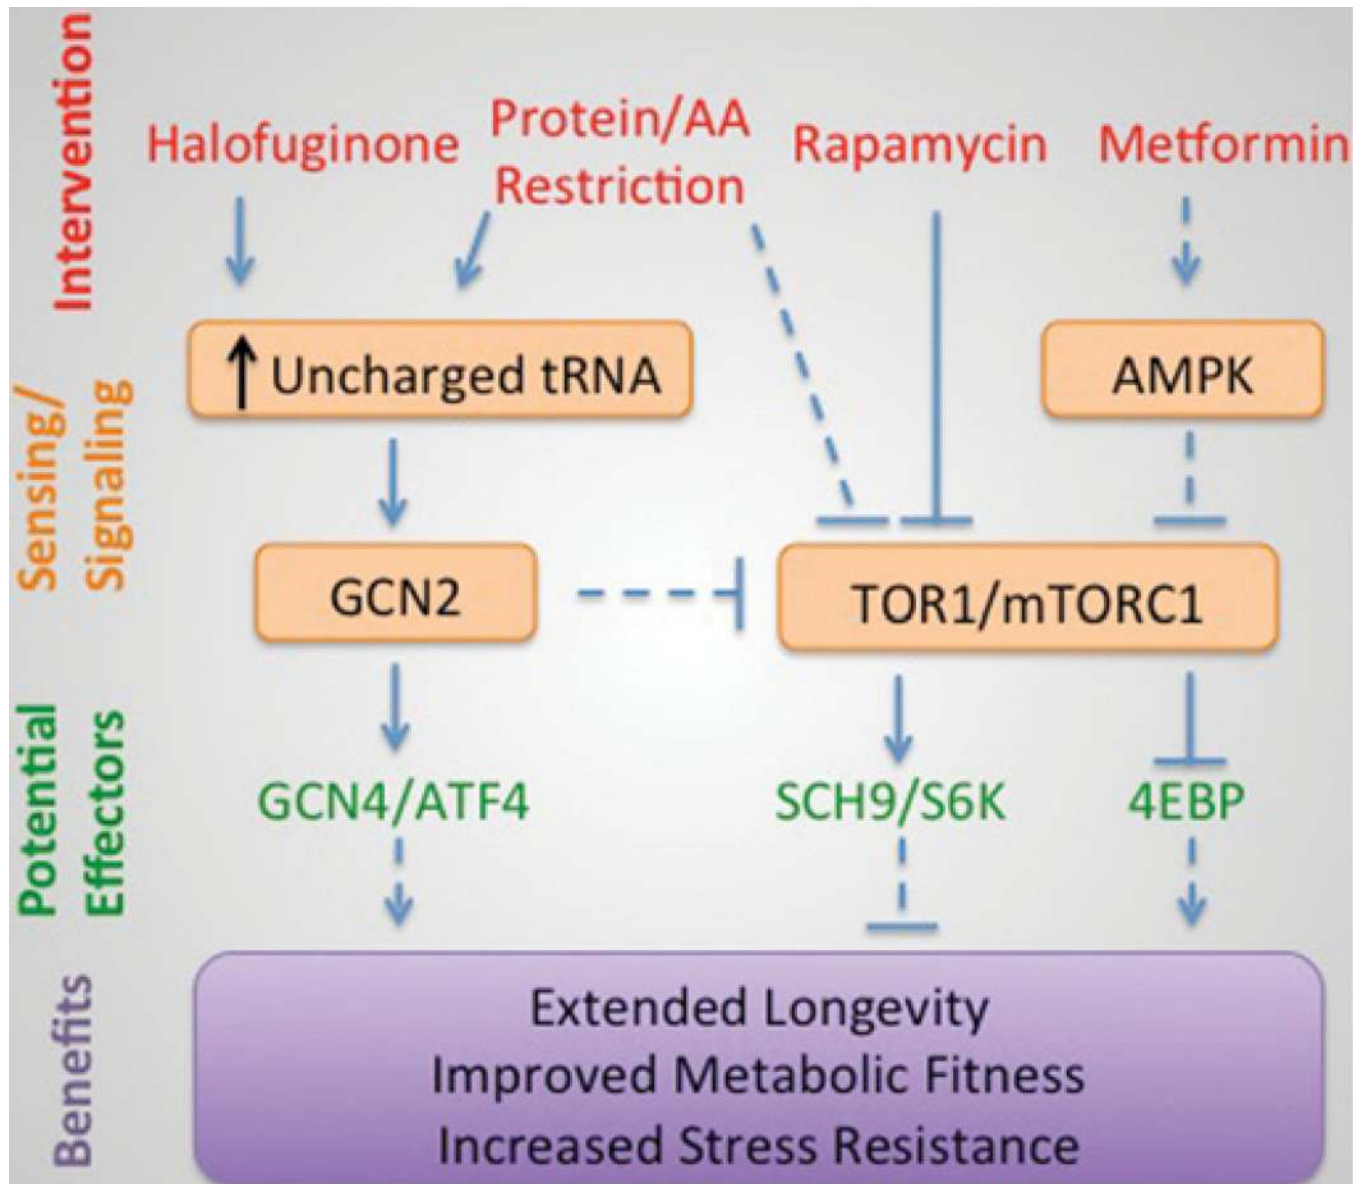 Intervention
Halofuginone
Protein/AA
Restriction
Rapamycin
Metformin
Sensing/
Signaling
↑ Uncharged tRNA
AMPK
GCN2
TOR1/mTORC1
Potential
Effectors
GCN4/ATF4
SCH9/S6K
4EBP
Benefits
Extended Longevity
Improved Metabolic Fitness
Increased Stress Resistance